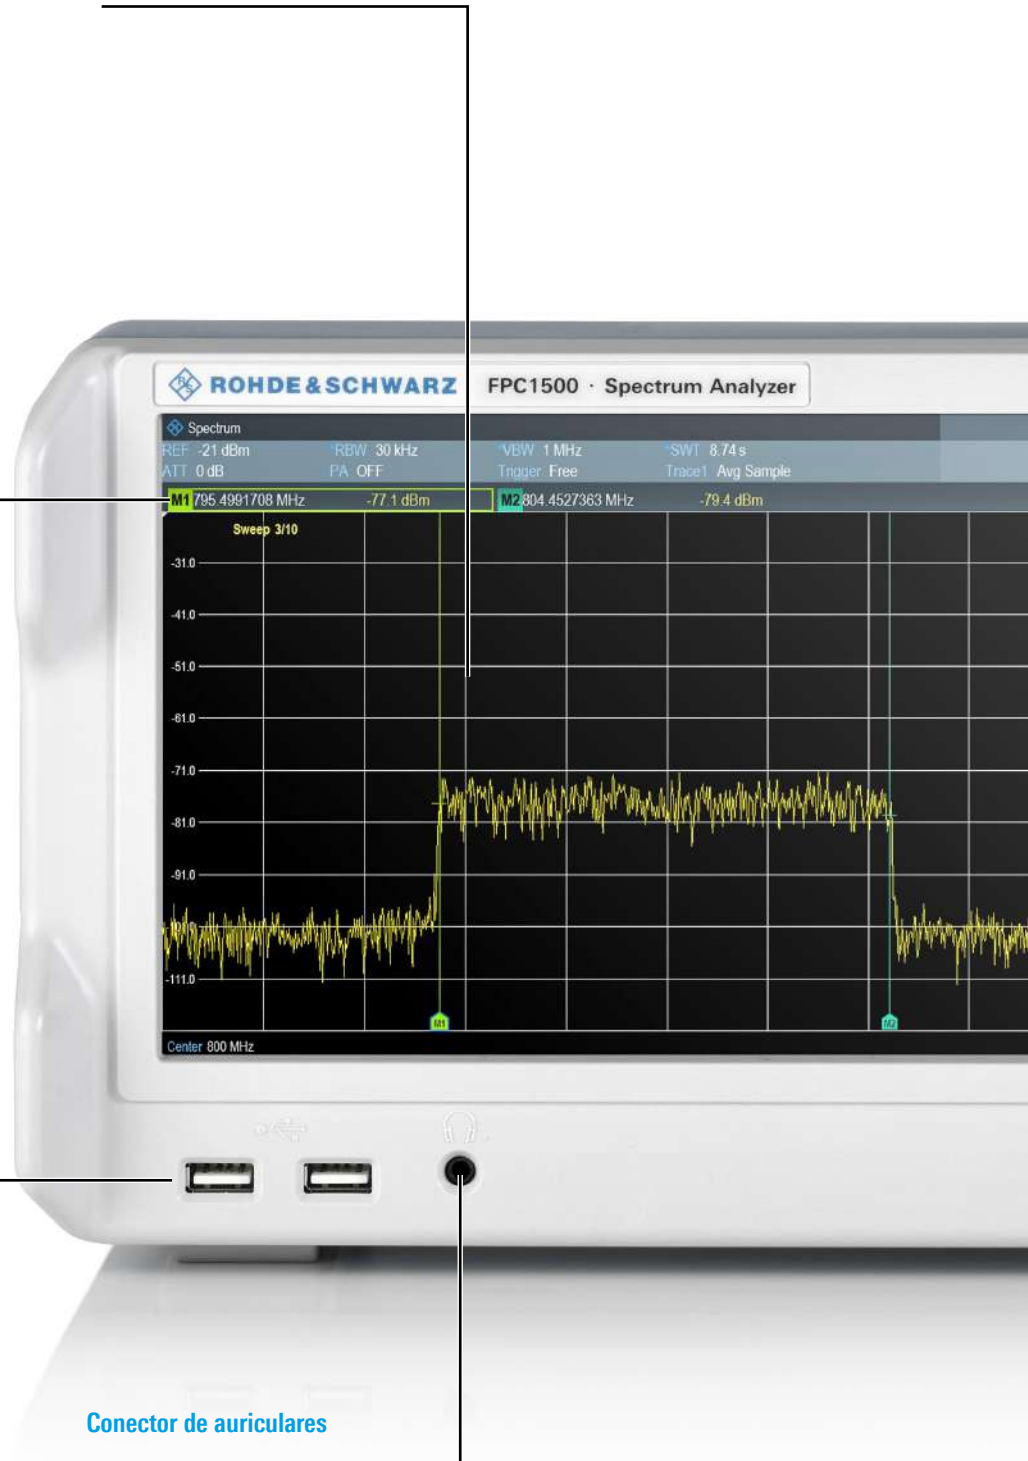 ROHDE&SCHWARZ FPC1500 · Spectrum Analyzer
Spectrum
REF -21 dBm *RBW 30 kHz *VBW 1 MHz *SWT 8.74 s
ATT 0 dB PA OFF Trigger Free Trace1 Avg Sample
M1 795.4991708 MHz -77.1 dBm M2 804.4527363 MHz -79.4 dBm
Sweep 3/10
-31.0
-41.0
-51.0
-61.0
-71.0
-81.0
-91.0
-111.0
M1 M2
Center 800 MHz
Conector de auriculares